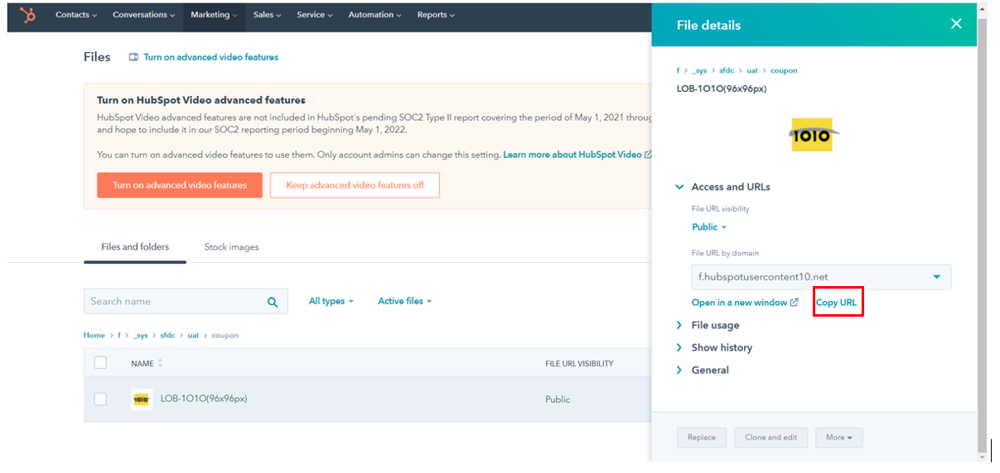 Contacts Conversations Marketing Sales Service Automation Reports
Files Turn on advanced video features
Turn on HubSpot Video advanced features
HubSpot Video advanced features are not included in HubSpot's pending SOC2 Type II report covering the period of May 1, 2021
and hope to include it in our SOC2 reporting period beginning May 1, 2022.
You can turn on advanced video features to use them. Only account admins can change this setting. Learn more about HubSpot Video
Turn on advanced video features Keep advanced video features off
Files and folders Stock images
Search name All types Active files
Home > f > _sys > sfdc > uat > coupon
NAME FILE URL VISIBILITY
1O1O LOB-1O1O(96x96px) Public
File details
f > _sys > sfdc > uat > coupon
LOB-1O1O(96x96px)
1O1O
Access and URLs
File URL visibility
Public
File URL by domain
f.hubspotusercontent10.net
Open in a new window Copy URL
File usage
Show history
General
Replace Clone and edit More